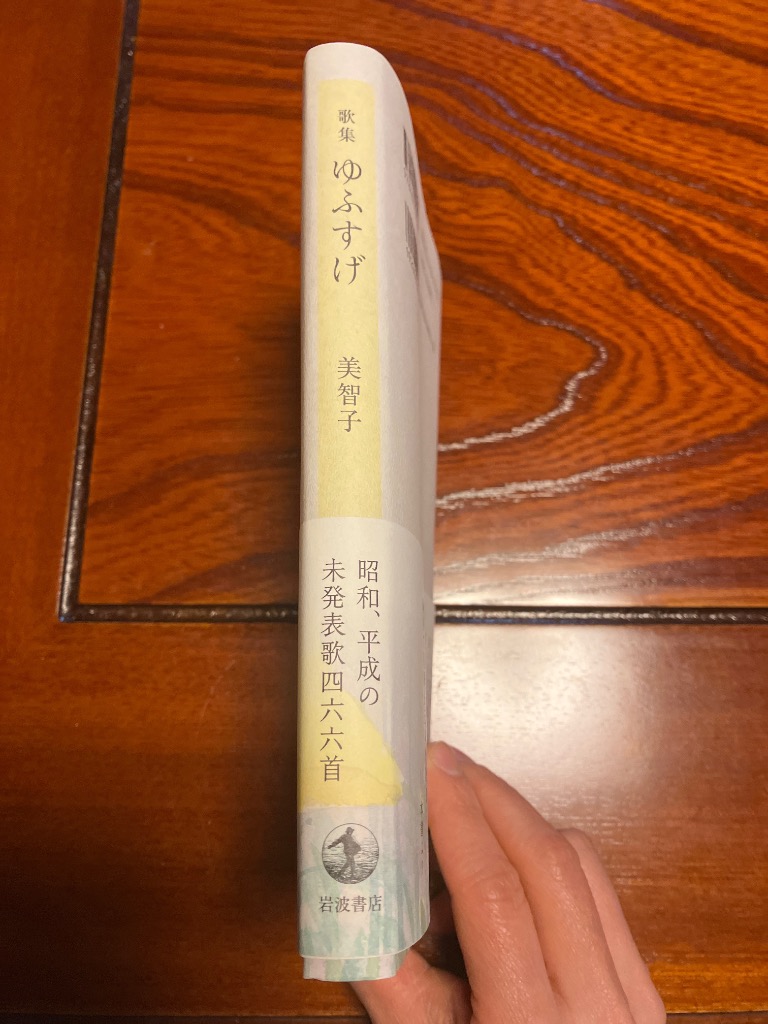 歌集
ゆふすげ
美智子
昭和、平成の
未発表歌四六六首
岩波書店